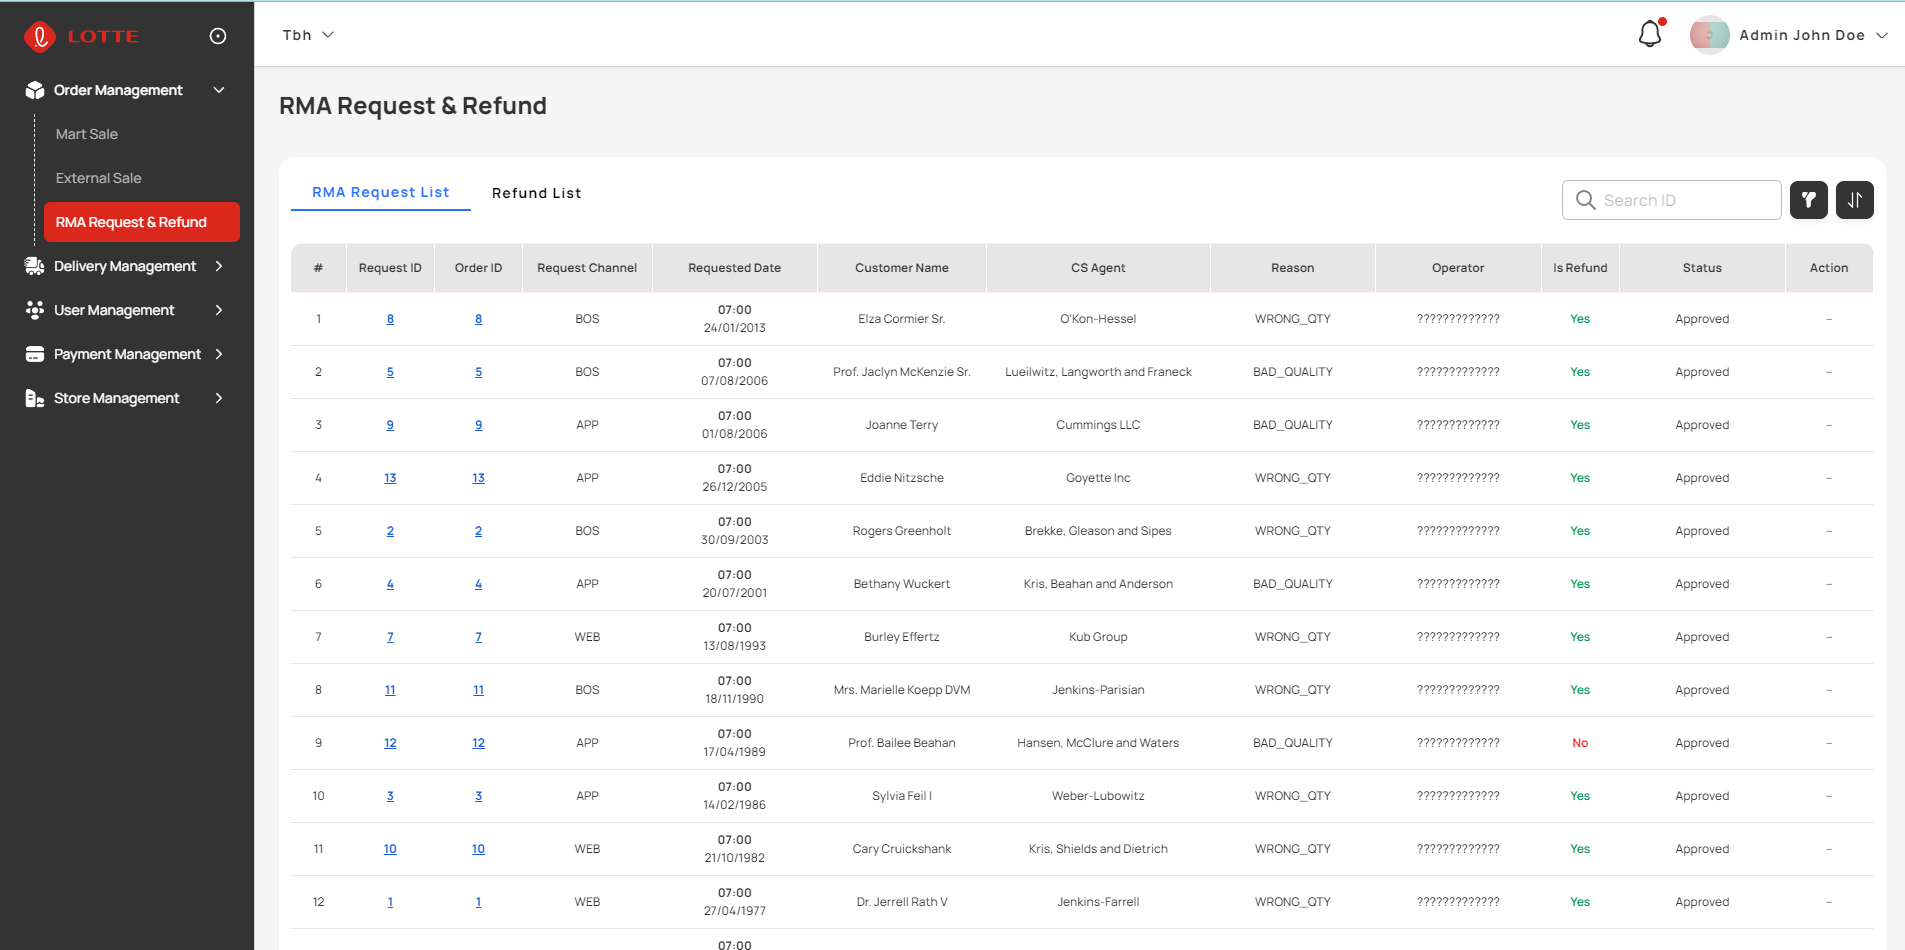 LOTTE
Tbh
Admin John Doe
Order Management
Mart Sale
External Sale
RMA Request & Refund
Delivery Management
User Management
Payment Management
Store Management
RMA Request & Refund
RMA Request List
Refund List
Search ID
# Request ID Order ID Request Channel Requested Date Customer Name CS Agent Reason Operator Is Refund Status Action
1 8 8 BOS 07:00 24/01/2013 Elza Cormier Sr. O'Kon-Hessel WRONG_QTY ????????????? Yes Approved –
2 5 5 BOS 07:00 07/08/2006 Prof. Jaclyn McKenzie Sr. Lueilwitz, Langworth and Franeck BAD_QUALITY ????????????? Yes Approved –
3 9 9 APP 07:00 01/08/2006 Joanne Terry Cummings LLC BAD_QUALITY ????????????? Yes Approved –
4 13 13 APP 07:00 26/12/2005 Eddie Nitzsche Goyette Inc WRONG_QTY ????????????? Yes Approved –
5 2 2 BOS 07:00 30/09/2003 Rogers Greenholt Brekke, Gleason and Sipes WRONG_QTY ????????????? Yes Approved –
6 4 4 APP 07:00 20/07/2001 Bethany Wuckert Kris, Beahan and Anderson BAD_QUALITY ????????????? Yes Approved –
7 7 7 WEB 07:00 13/08/1993 Burley Effertz Kub Group WRONG_QTY ????????????? Yes Approved –
8 11 11 BOS 07:00 18/11/1990 Mrs. Marielle Koepp DVM Jenkins-Parisian WRONG_QTY ????????????? Yes Approved –
9 12 12 APP 07:00 17/04/1989 Prof. Bailee Beahan Hansen, McClure and Waters BAD_QUALITY ????????????? No Approved –
10 3 3 APP 07:00 14/02/1986 Sylvia Feil I Weber-Lubowitz WRONG_QTY ????????????? Yes Approved –
11 10 10 WEB 07:00 21/10/1982 Cary Cruickshank Kris, Shields and Dietrich WRONG_QTY ????????????? Yes Approved –
12 1 1 WEB 07:00 27/04/1977 Dr. Jerrell Rath V Jenkins-Farrell WRONG_QTY ????????????? Yes Approved –
07:00